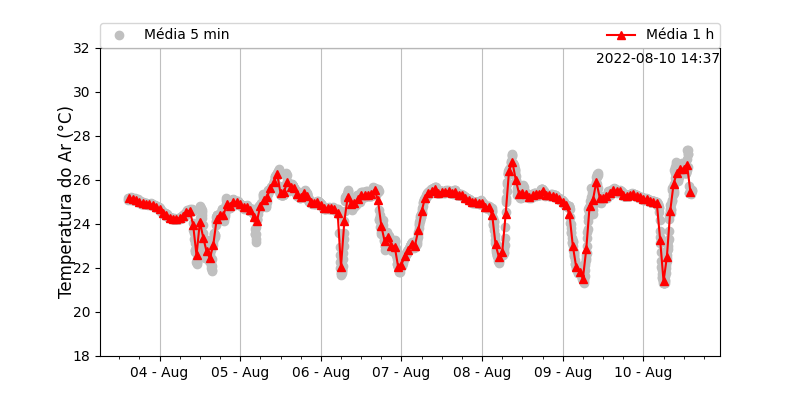 Média 5 min
Média 1 h
2022-08-10 14:37
Temperatura do Ar (°C)
32
30
28
26
24
22
20
18
04 - Aug
05 - Aug
06 - Aug
07 - Aug
08 - Aug
09 - Aug
10 - Aug